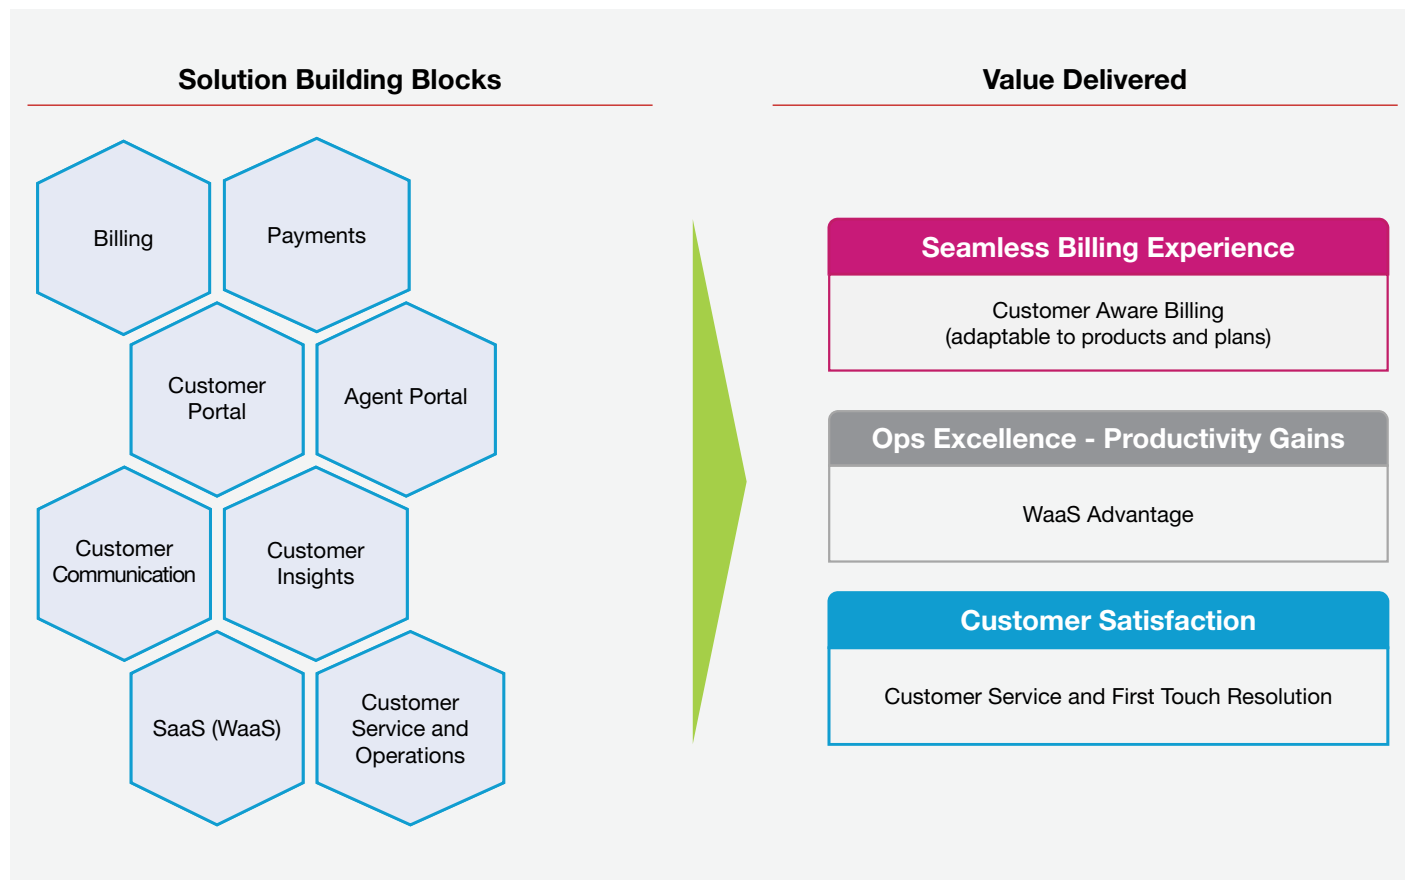 Solution Building Blocks
Billing
Payments
Customer
Portal
Agent Portal
Customer
Communication
Customer
Insights
SaaS (WaaS)
Customer
Service and
Operations
Value Delivered
Seamless Billing Experience
Customer Aware Billing
(adaptable to products and plans)
Ops Excellence - Productivity Gains
WaaS Advantage
Customer Satisfaction
Customer Service and First Touch Resolution